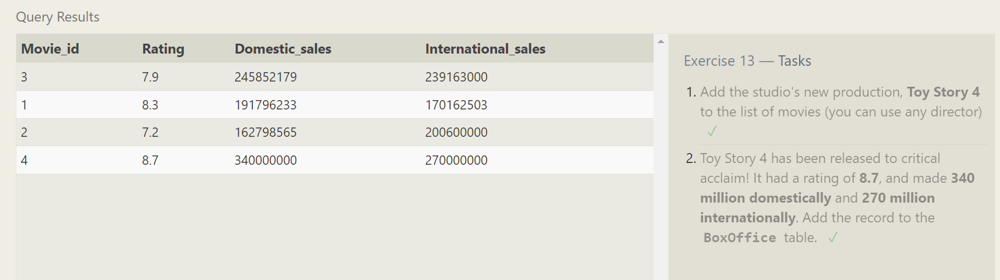 Query Results
Movie_id Rating Domestic_sales International_sales
3 7.9 245852179 239163000
1 8.3 191796233 170162503
2 7.2 162798565 200600000
4 8.7 340000000 270000000
Exercise 13 — Tasks
1. Add the studio's new production, Toy Story 4
to the list of movies (you can use any director)
✓
2. Toy Story 4 has been released to critical
acclaim! It had a rating of 8.7, and made 340
million domestically and 270 million
internationally. Add the record to the
BoxOffice table. ✓